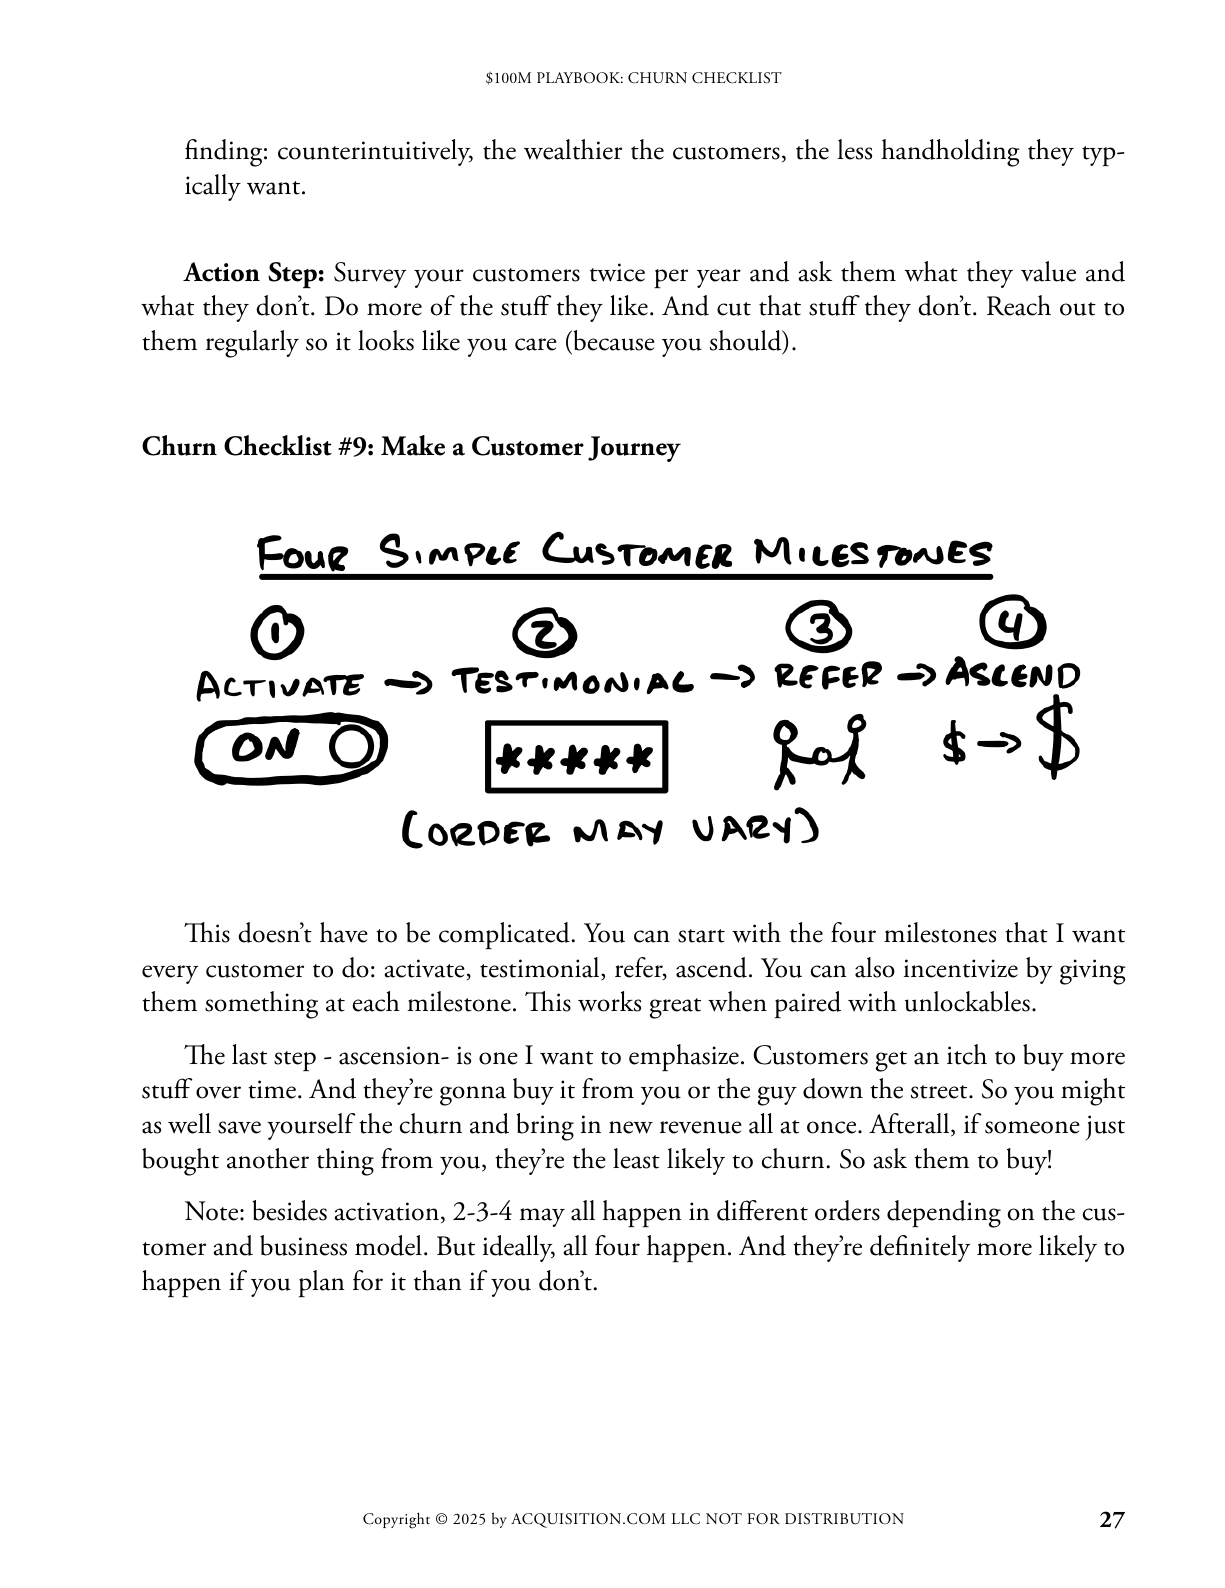 $100M PLAYBOOK: CHURN CHECKLIST
finding: counterintuitively, the wealthier the customers, the less handholding they typ-
ically want.
Action Step: Survey your customers twice per year and ask them what they value and
what they don't. Do more of the stuff they like. And cut that stuff they don't. Reach out to
them regularly so it looks like you care (because you should).
Churn Checklist #9: Make a Customer Journey
FOUR SIMPLE CUSTOMER MILESTONES
1 2 3 4
ACTIVATE → TESTIMONIAL → REFER → ASCEND
ON ***** $ → $
(ORDER MAY VARY)
This doesn't have to be complicated. You can start with the four milestones that I want
every customer to do: activate, testimonial, refer, ascend. You can also incentivize by giving
them something at each milestone. This works great when paired with unlockables.
The last step - ascension- is one I want to emphasize. Customers get an itch to buy more
stuff over time. And they're gonna buy it from you or the guy down the street. So you might
as well save yourself the churn and bring in new revenue all at once. Afterall, if someone just
bought another thing from you, they're the least likely to churn. So ask them to buy!
Note: besides activation, 2-3-4 may all happen in different orders depending on the cus-
tomer and business model. But ideally, all four happen. And they're definitely more likely to
happen if you plan for it than if you don't.
Copyright © 2025 by ACQUISITION.COM LLC NOT FOR DISTRIBUTION 27